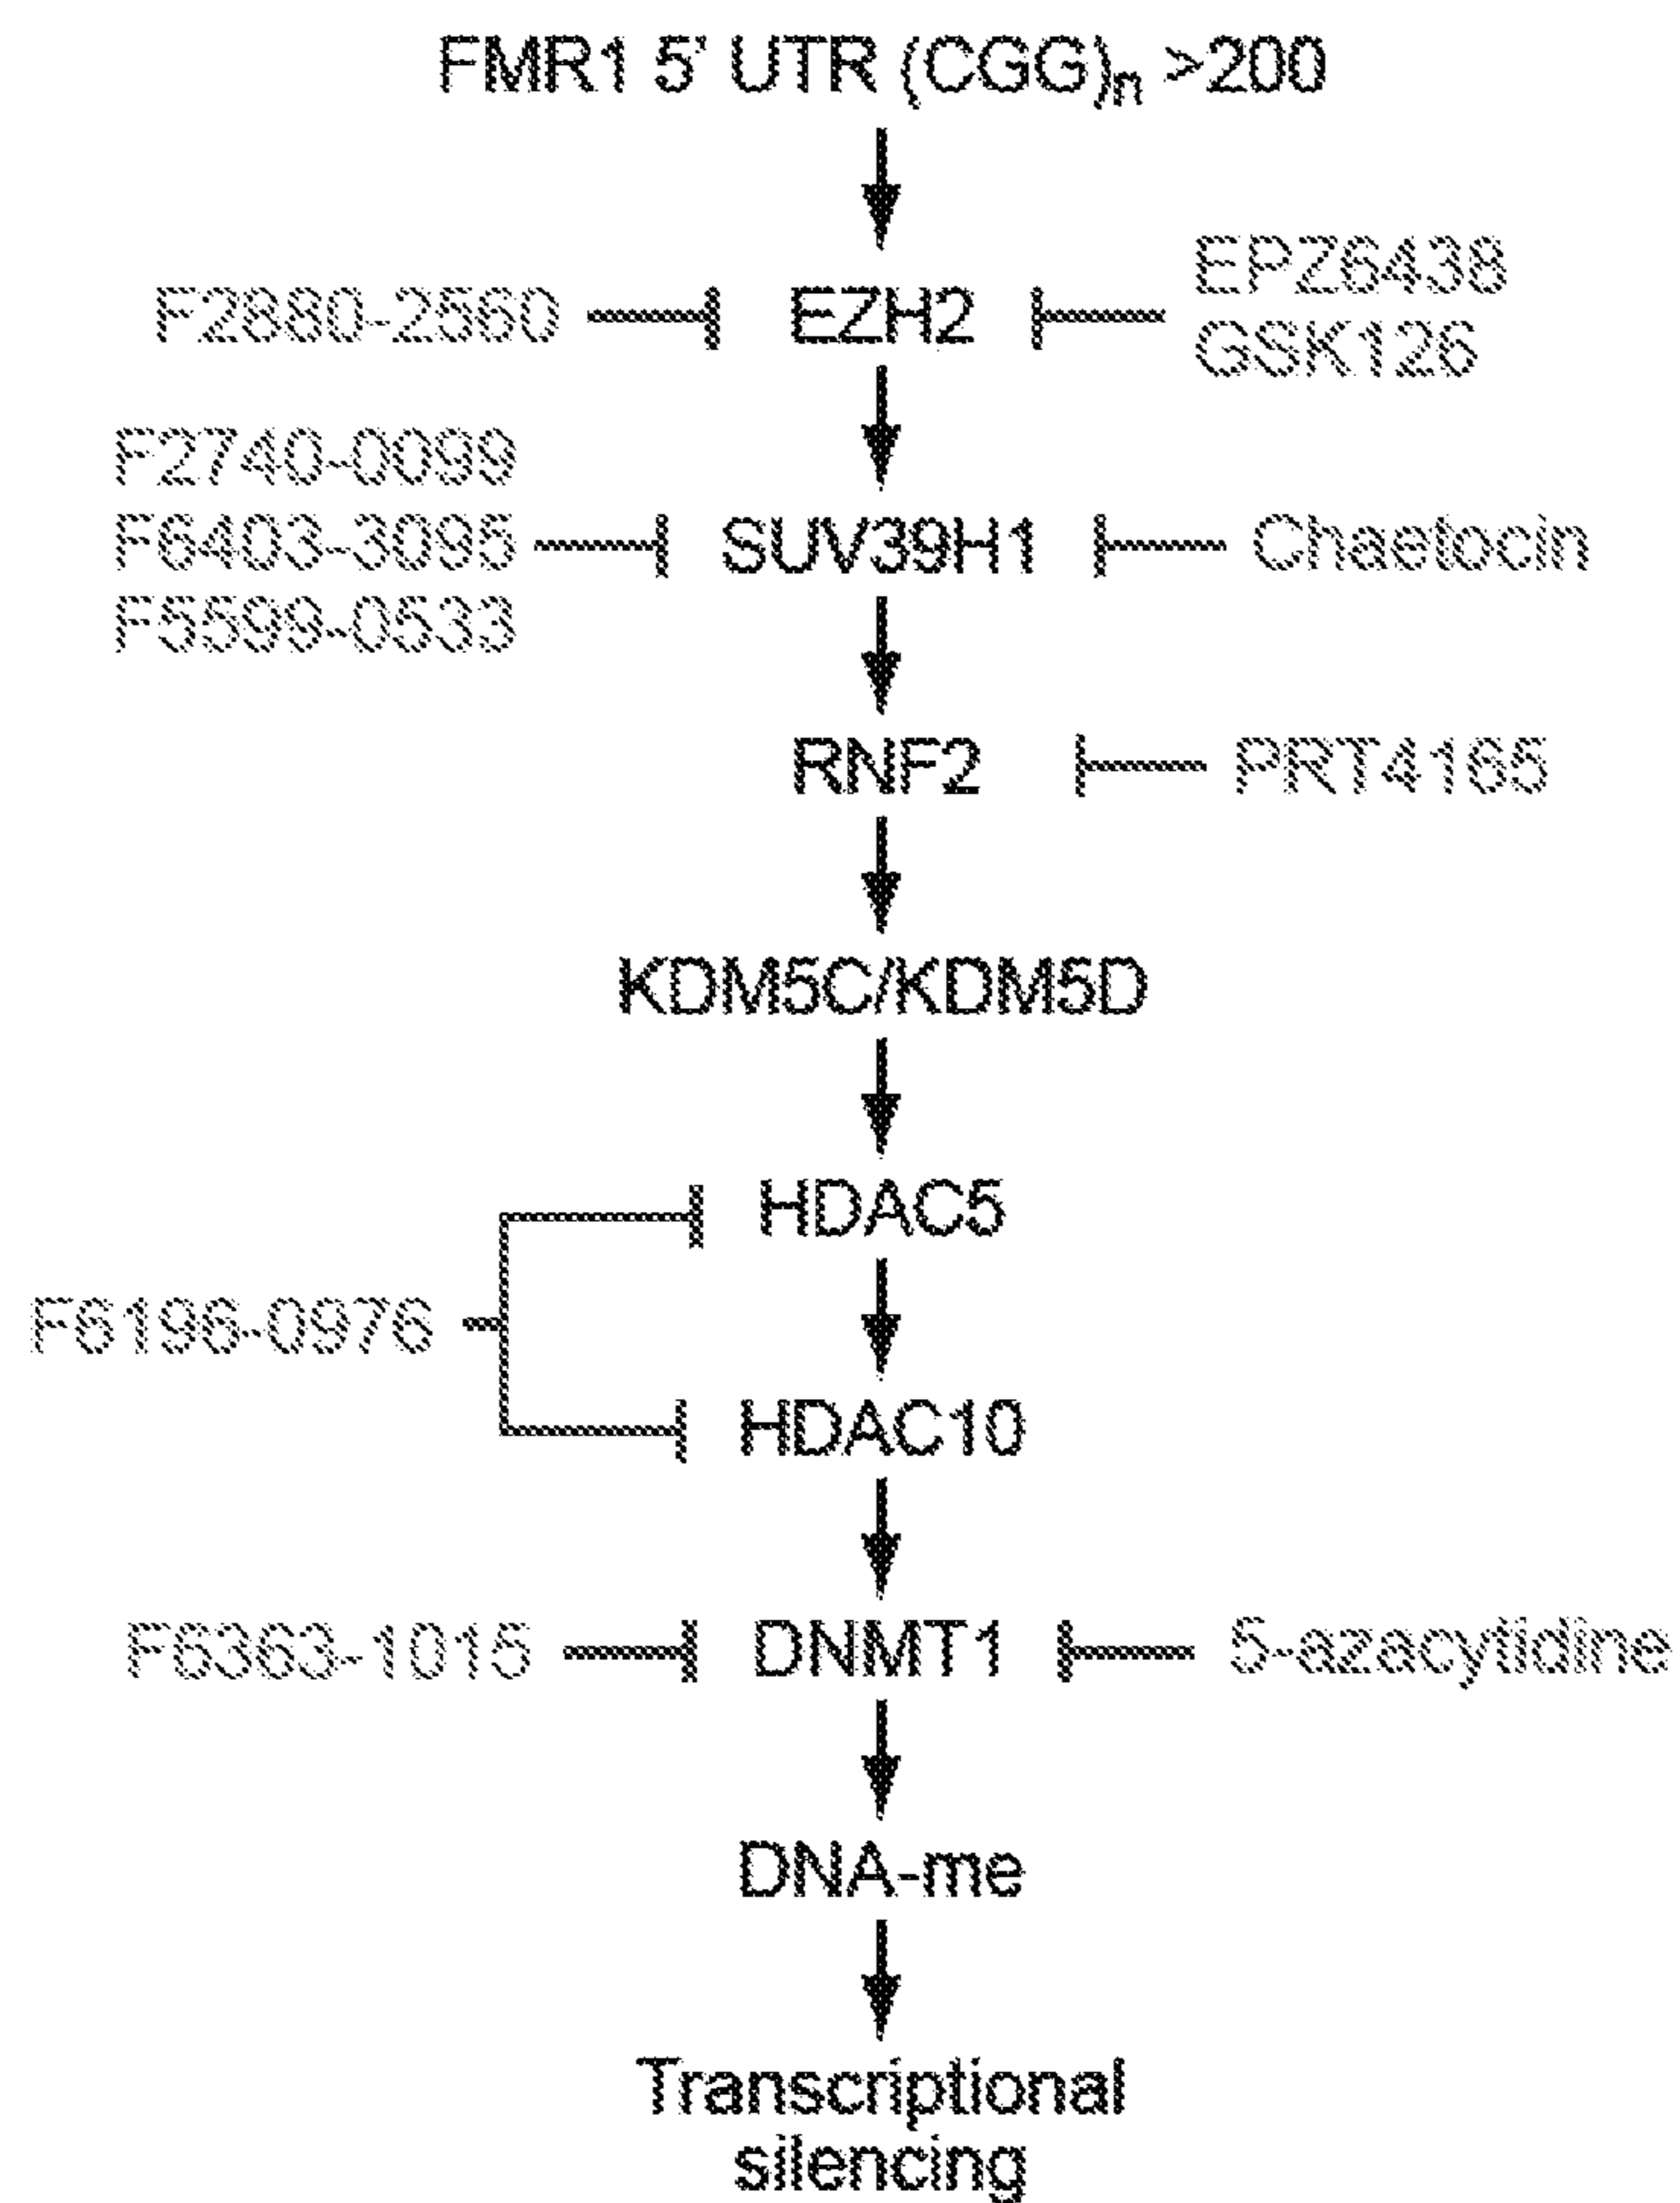 FMR1 5' UTR (CGG)n >200
EPZ6438
F2880-2560 EZH2
GSK126
F2740-0099
F6403-3095 SUV39H1 Chaetocin
F5599-0533
RNF2 PRT4165
KDM5C/KDM5D
HDAC5
F6196-0976
HDAC10
F6363-1015 DNMT1 5-azacytidine
DNA-me
Transcriptional
silencing